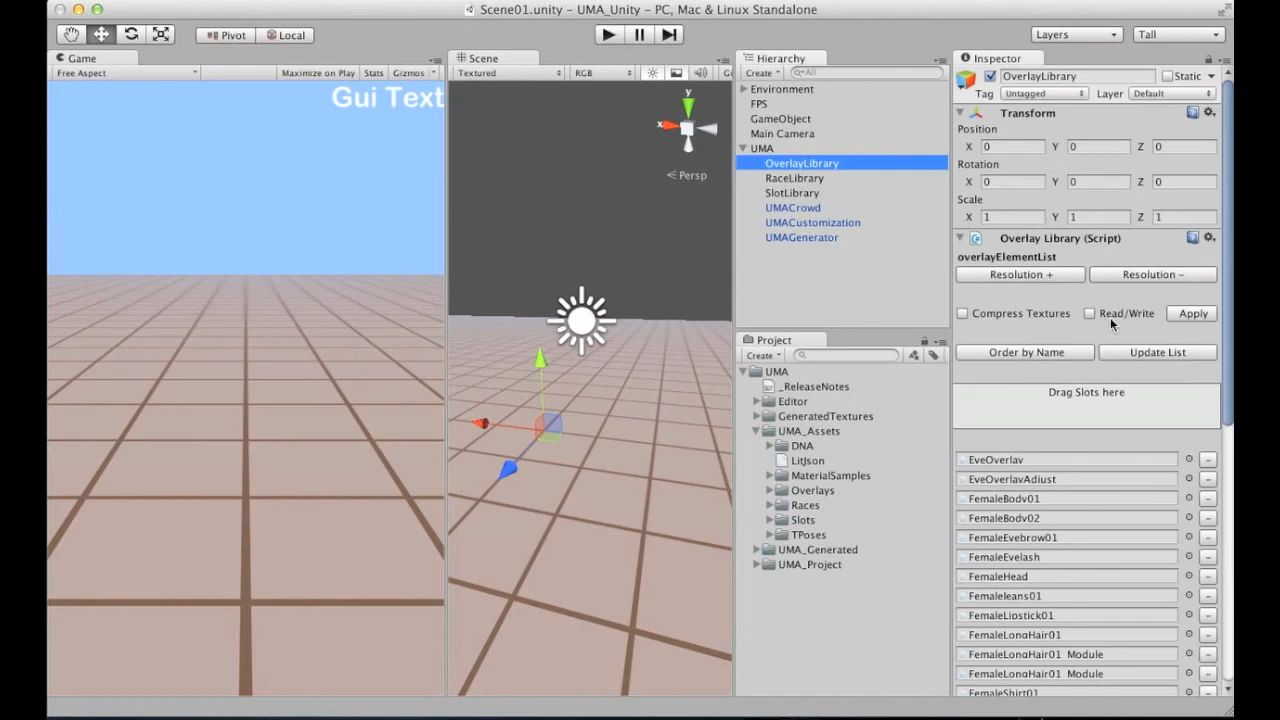 Scene01.unity - UMA_Unity - PC, Mac & Linux Standalone
Pivot Local
Layers
Tall
Game
Free Aspect
Maximize on Play Stats Gizmos
Gui Text
Scene
Textured
RGB
y
x
Persp
Hierarchy
Create All
Environment
FPS
GameObject
Main Camera
UMA
OverlayLibrary
RaceLibrary
SlotLibrary
UMACrowd
UMACustomization
UMAGenerator
Project
Create
UMA
_ReleaseNotes
Editor
GeneratedTextures
UMA_Assets
DNA
LitJson
MaterialSamples
Overlays
Races
Slots
TPoses
UMA_Generated
UMA_Project
Inspector
OverlayLibrary Static
Tag Untagged Layer Default
Transform
Position
X 0 Y 0 Z 0
Rotation
X 0 Y 0 Z 0
Scale
X 1 Y 1 Z 1
Overlay Library (Script)
overlayElementList
Resolution + Resolution -
Compress Textures Read/Write Apply
Order by Name Update List
Drag Slots here
EyeOverlay
EyeOverlayAdjust
FemaleBody01
FemaleBody02
FemaleEyebrow01
FemaleEyelash
FemaleHead
FemaleJeans01
FemaleLipstick01
FemaleLongHair01
FemaleLongHair01_Module
FemaleLongHair01_Module
FemaleShirt01